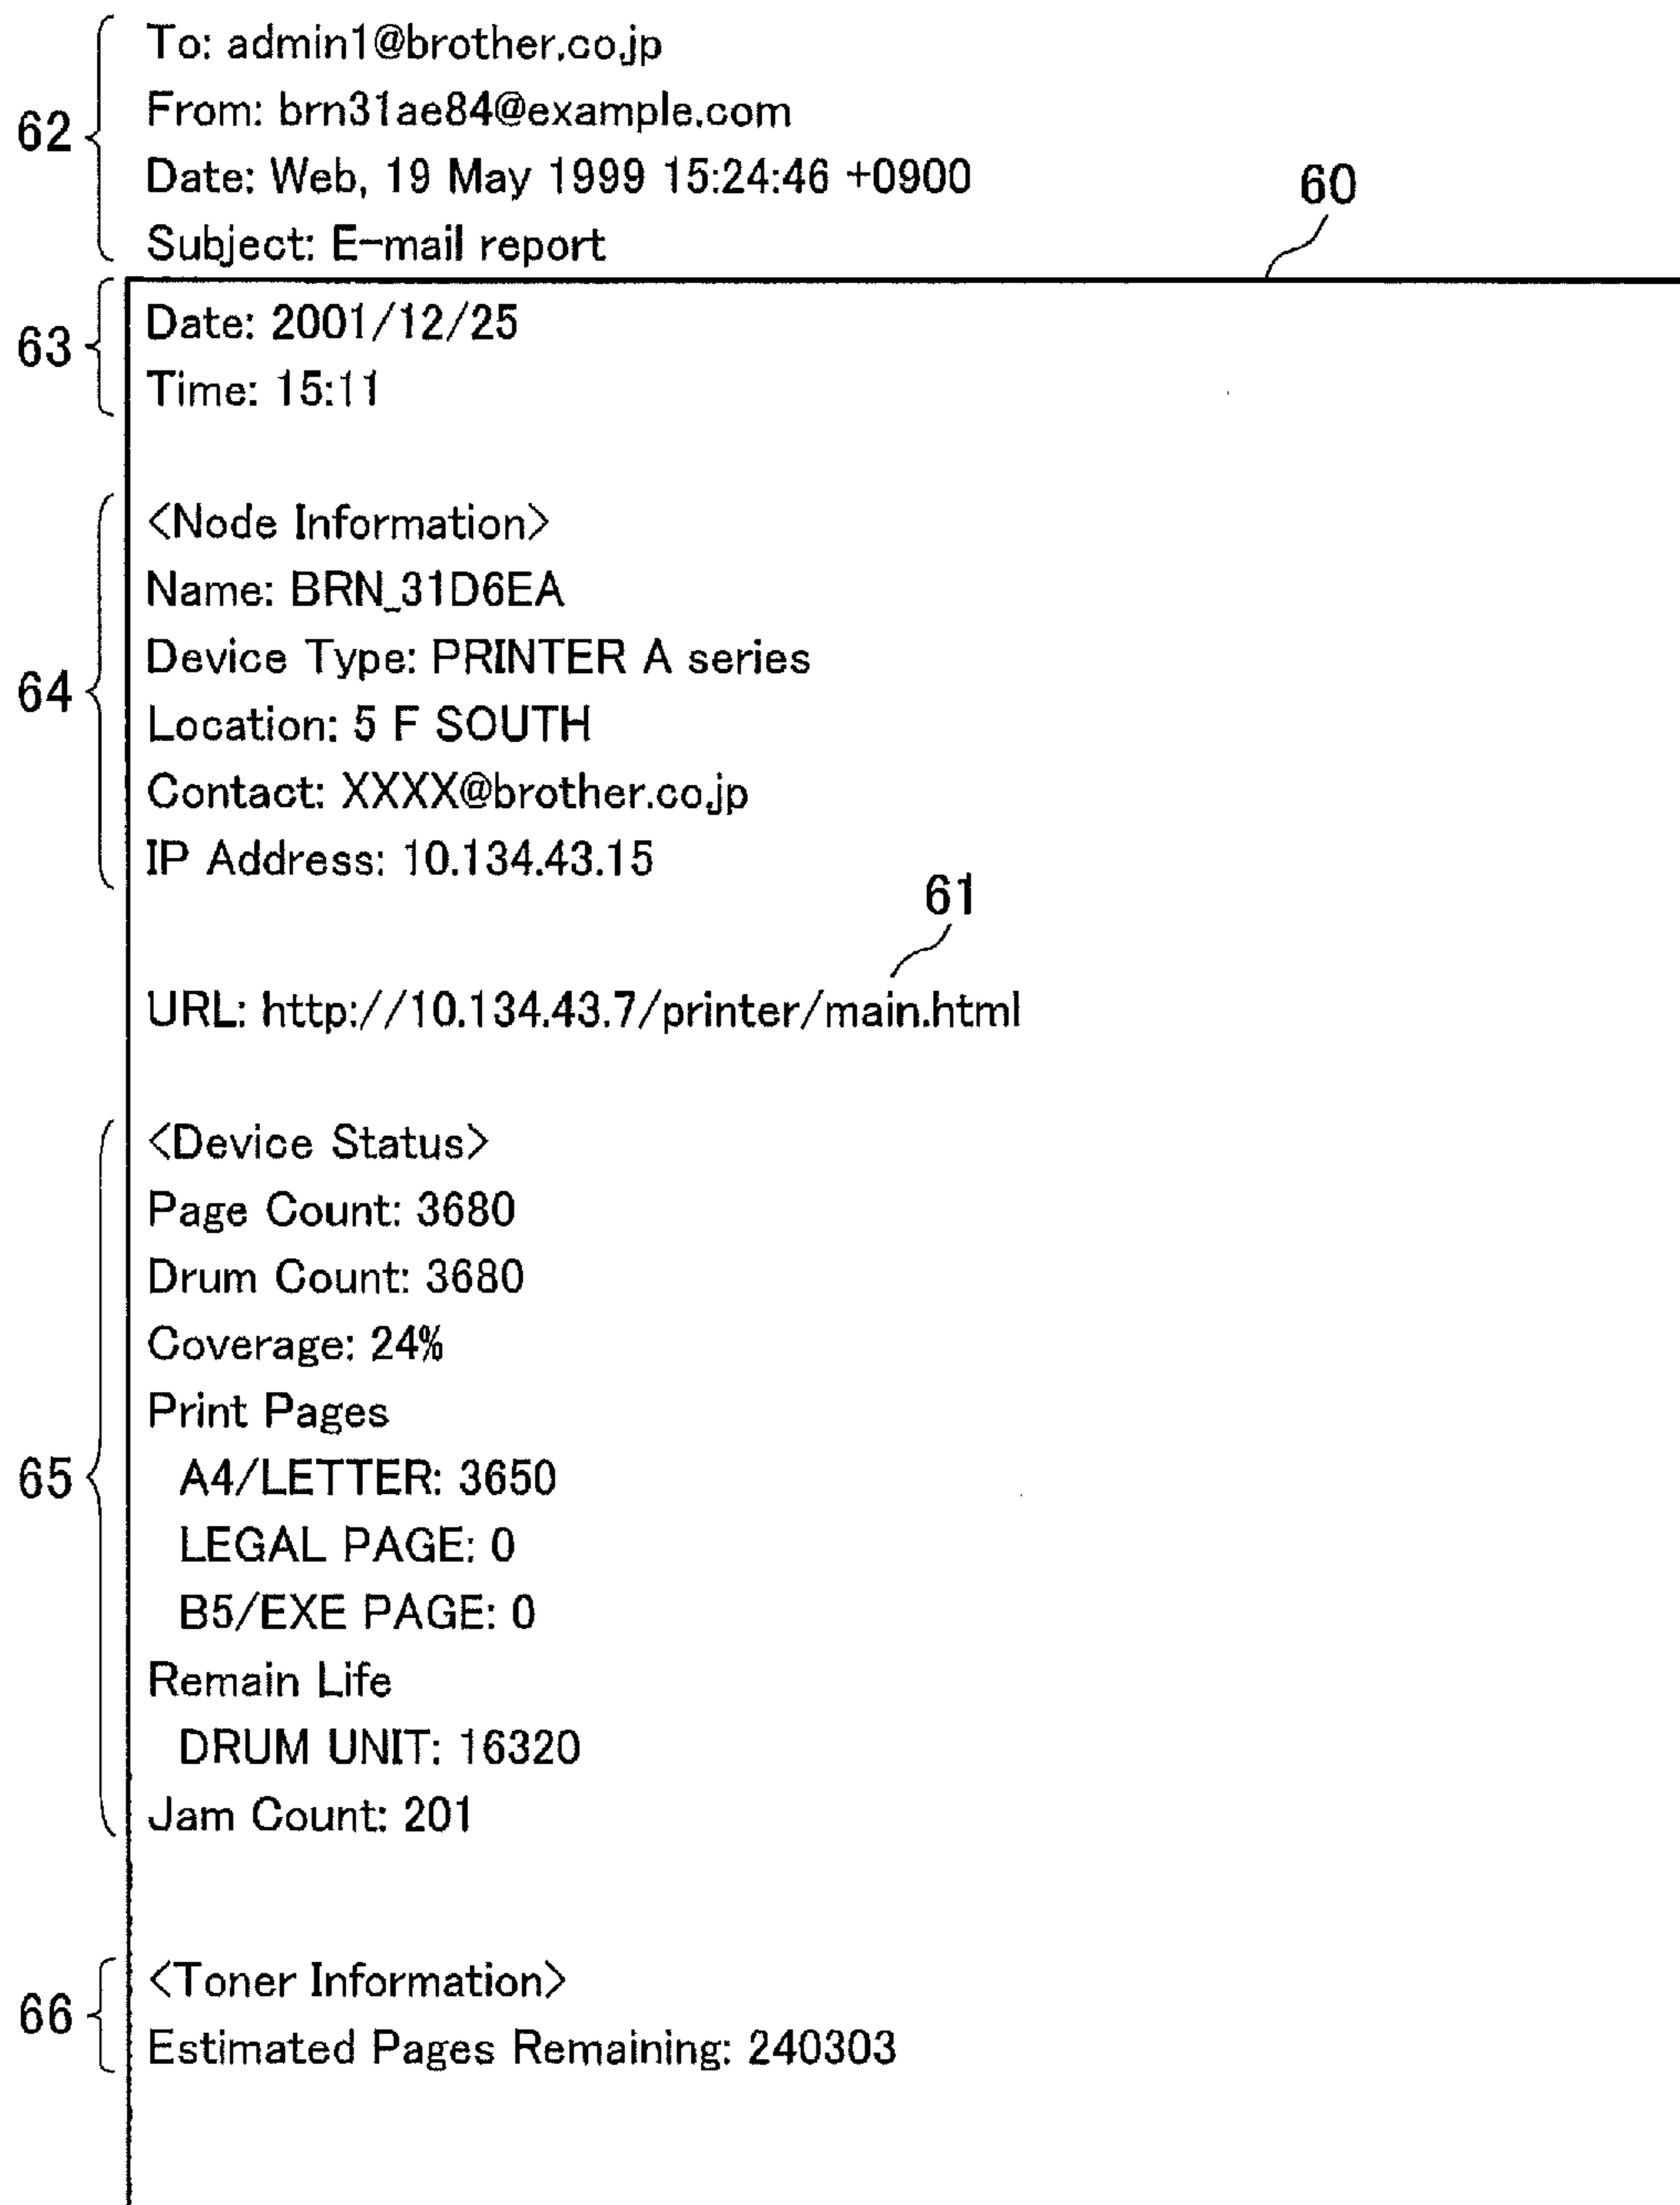 62
To: admin1@brother.co.jp
From: brn31ae84@example.com
Date: Web, 19 May 1999 15:24:46 +0900
Subject: E-mail report
60
63
Date: 2001/12/25
Time: 15:11
64
<Node Information>
Name: BRN_31D6EA
Device Type: PRINTER A series
Location: 5 F SOUTH
Contact: XXXX@brother.co.jp
IP Address: 10.134.43.15
61
URL: http://10.134.43.7/printer/main.html
65
<Device Status>
Page Count: 3680
Drum Count: 3680
Coverage: 24%
Print Pages
A4/LETTER: 3650
LEGAL PAGE: 0
B5/EXE PAGE: 0
Remain Life
DRUM UNIT: 16320
Jam Count: 201
66
<Toner Information>
Estimated Pages Remaining: 240303